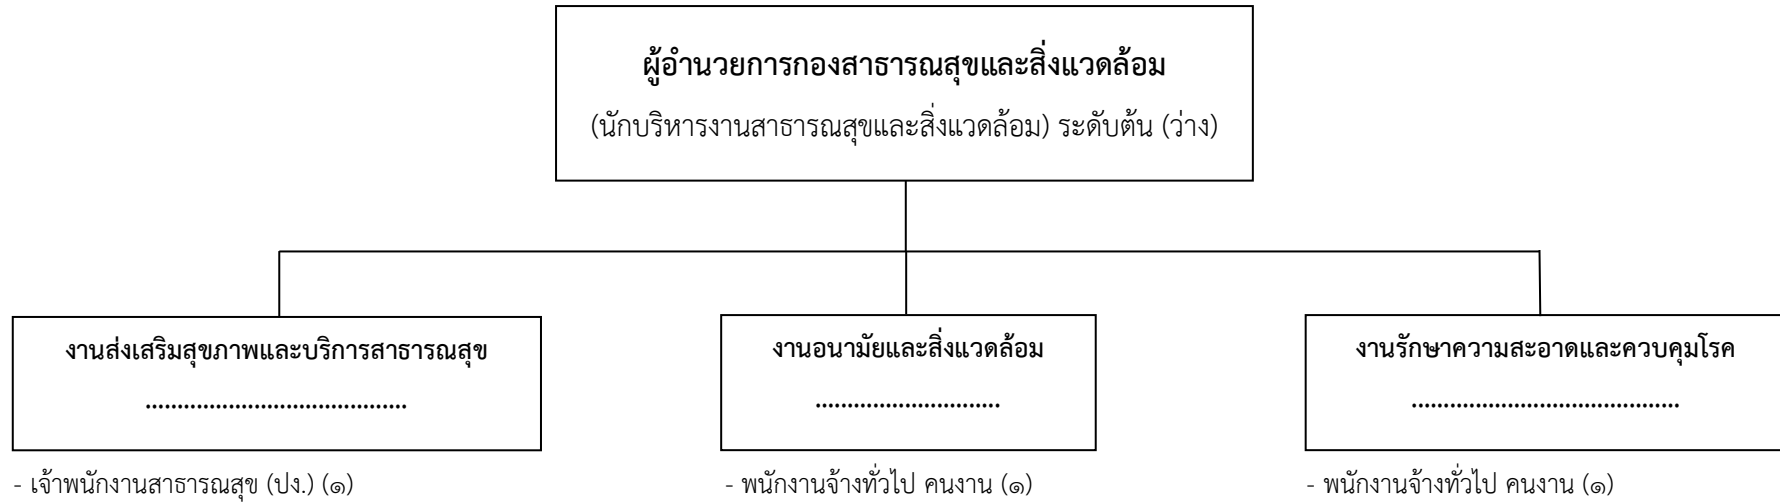 ผู้อำนวยการกองสาธารณสุขและสิ่งแวดล้อม
(นักบริหารงานสาธารณสุขและสิ่งแวดล้อม) ระดับต้น (ว่าง)
งานส่งเสริมสุขภาพและบริการสาธารณสุข
.........................................
- เจ้าพนักงานสาธารณสุข (ปง.) (๑)
งานอนามัยและสิ่งแวดล้อม
.............................
- พนักงานจ้างทั่วไป คนงาน (๑)
งานรักษาความสะอาดและควบคุมโรค
..........................................
- พนักงานจ้างทั่วไป คนงาน (๑)